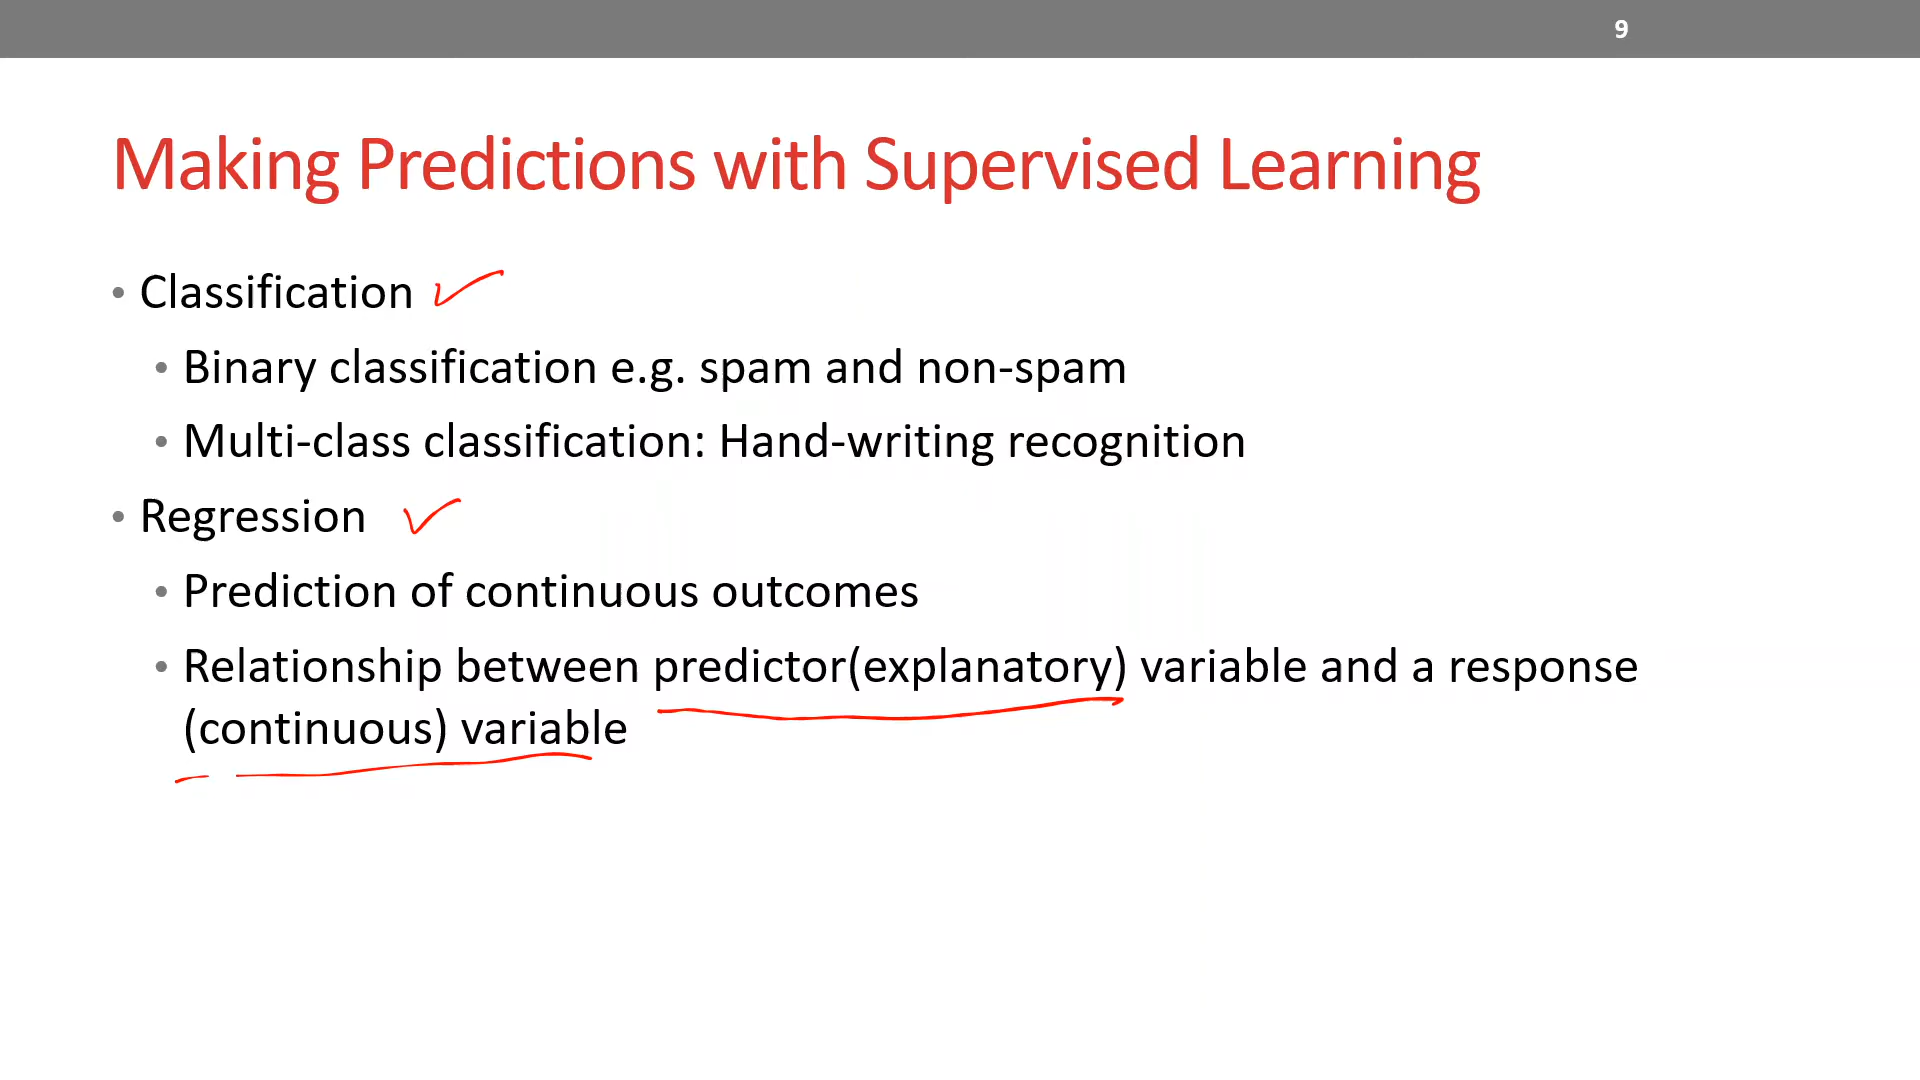 9
Making Predictions with Supervised Learning
• Classification
• Binary classification e.g. spam and non-spam
• Multi-class classification: Hand-writing recognition
• Regression
• Prediction of continuous outcomes
• Relationship between predictor(explanatory) variable and a response
(continuous) variable